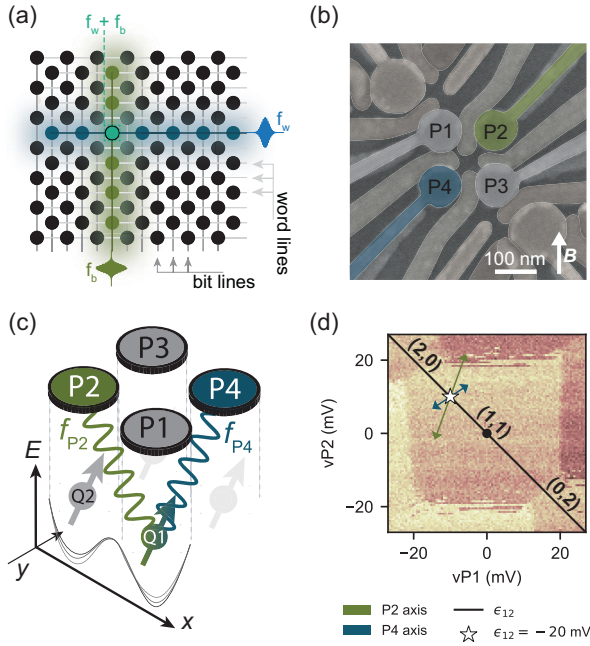 (a)
f_w + f_b
f_w
word lines
f_b
bit lines
(b)
P1
P2
P4
P3
100 nm
B
(c)
P3
P2
P4
P1
f_P2
f_P4
E
Q2
Q1
y
x
(d)
(2,0)
(1,1)
(0,2)
20
0
−20
vP2 (mV)
−20
0
20
vP1 (mV)
P2 axis
ϵ_12
P4 axis
ϵ_12 = − 20 mV